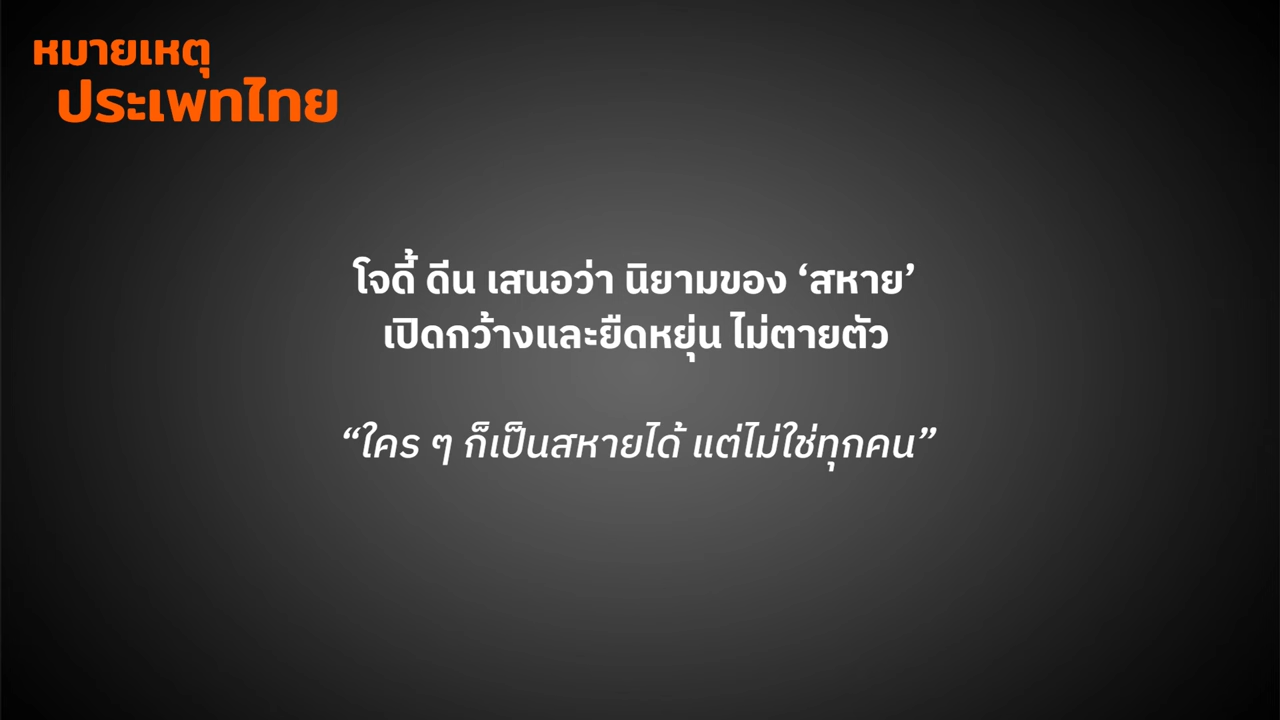 หมายเหตุ
ประเพทไทย
โจดี้ ดีน เสนอว่า นิยามของ ‘สหาย’
เปิดกว้างและยืดหยุ่น ไม่ตายตัว
“ใคร ๆ ก็เป็นสหายได้ แต่ไม่ใช่ทุกคน”